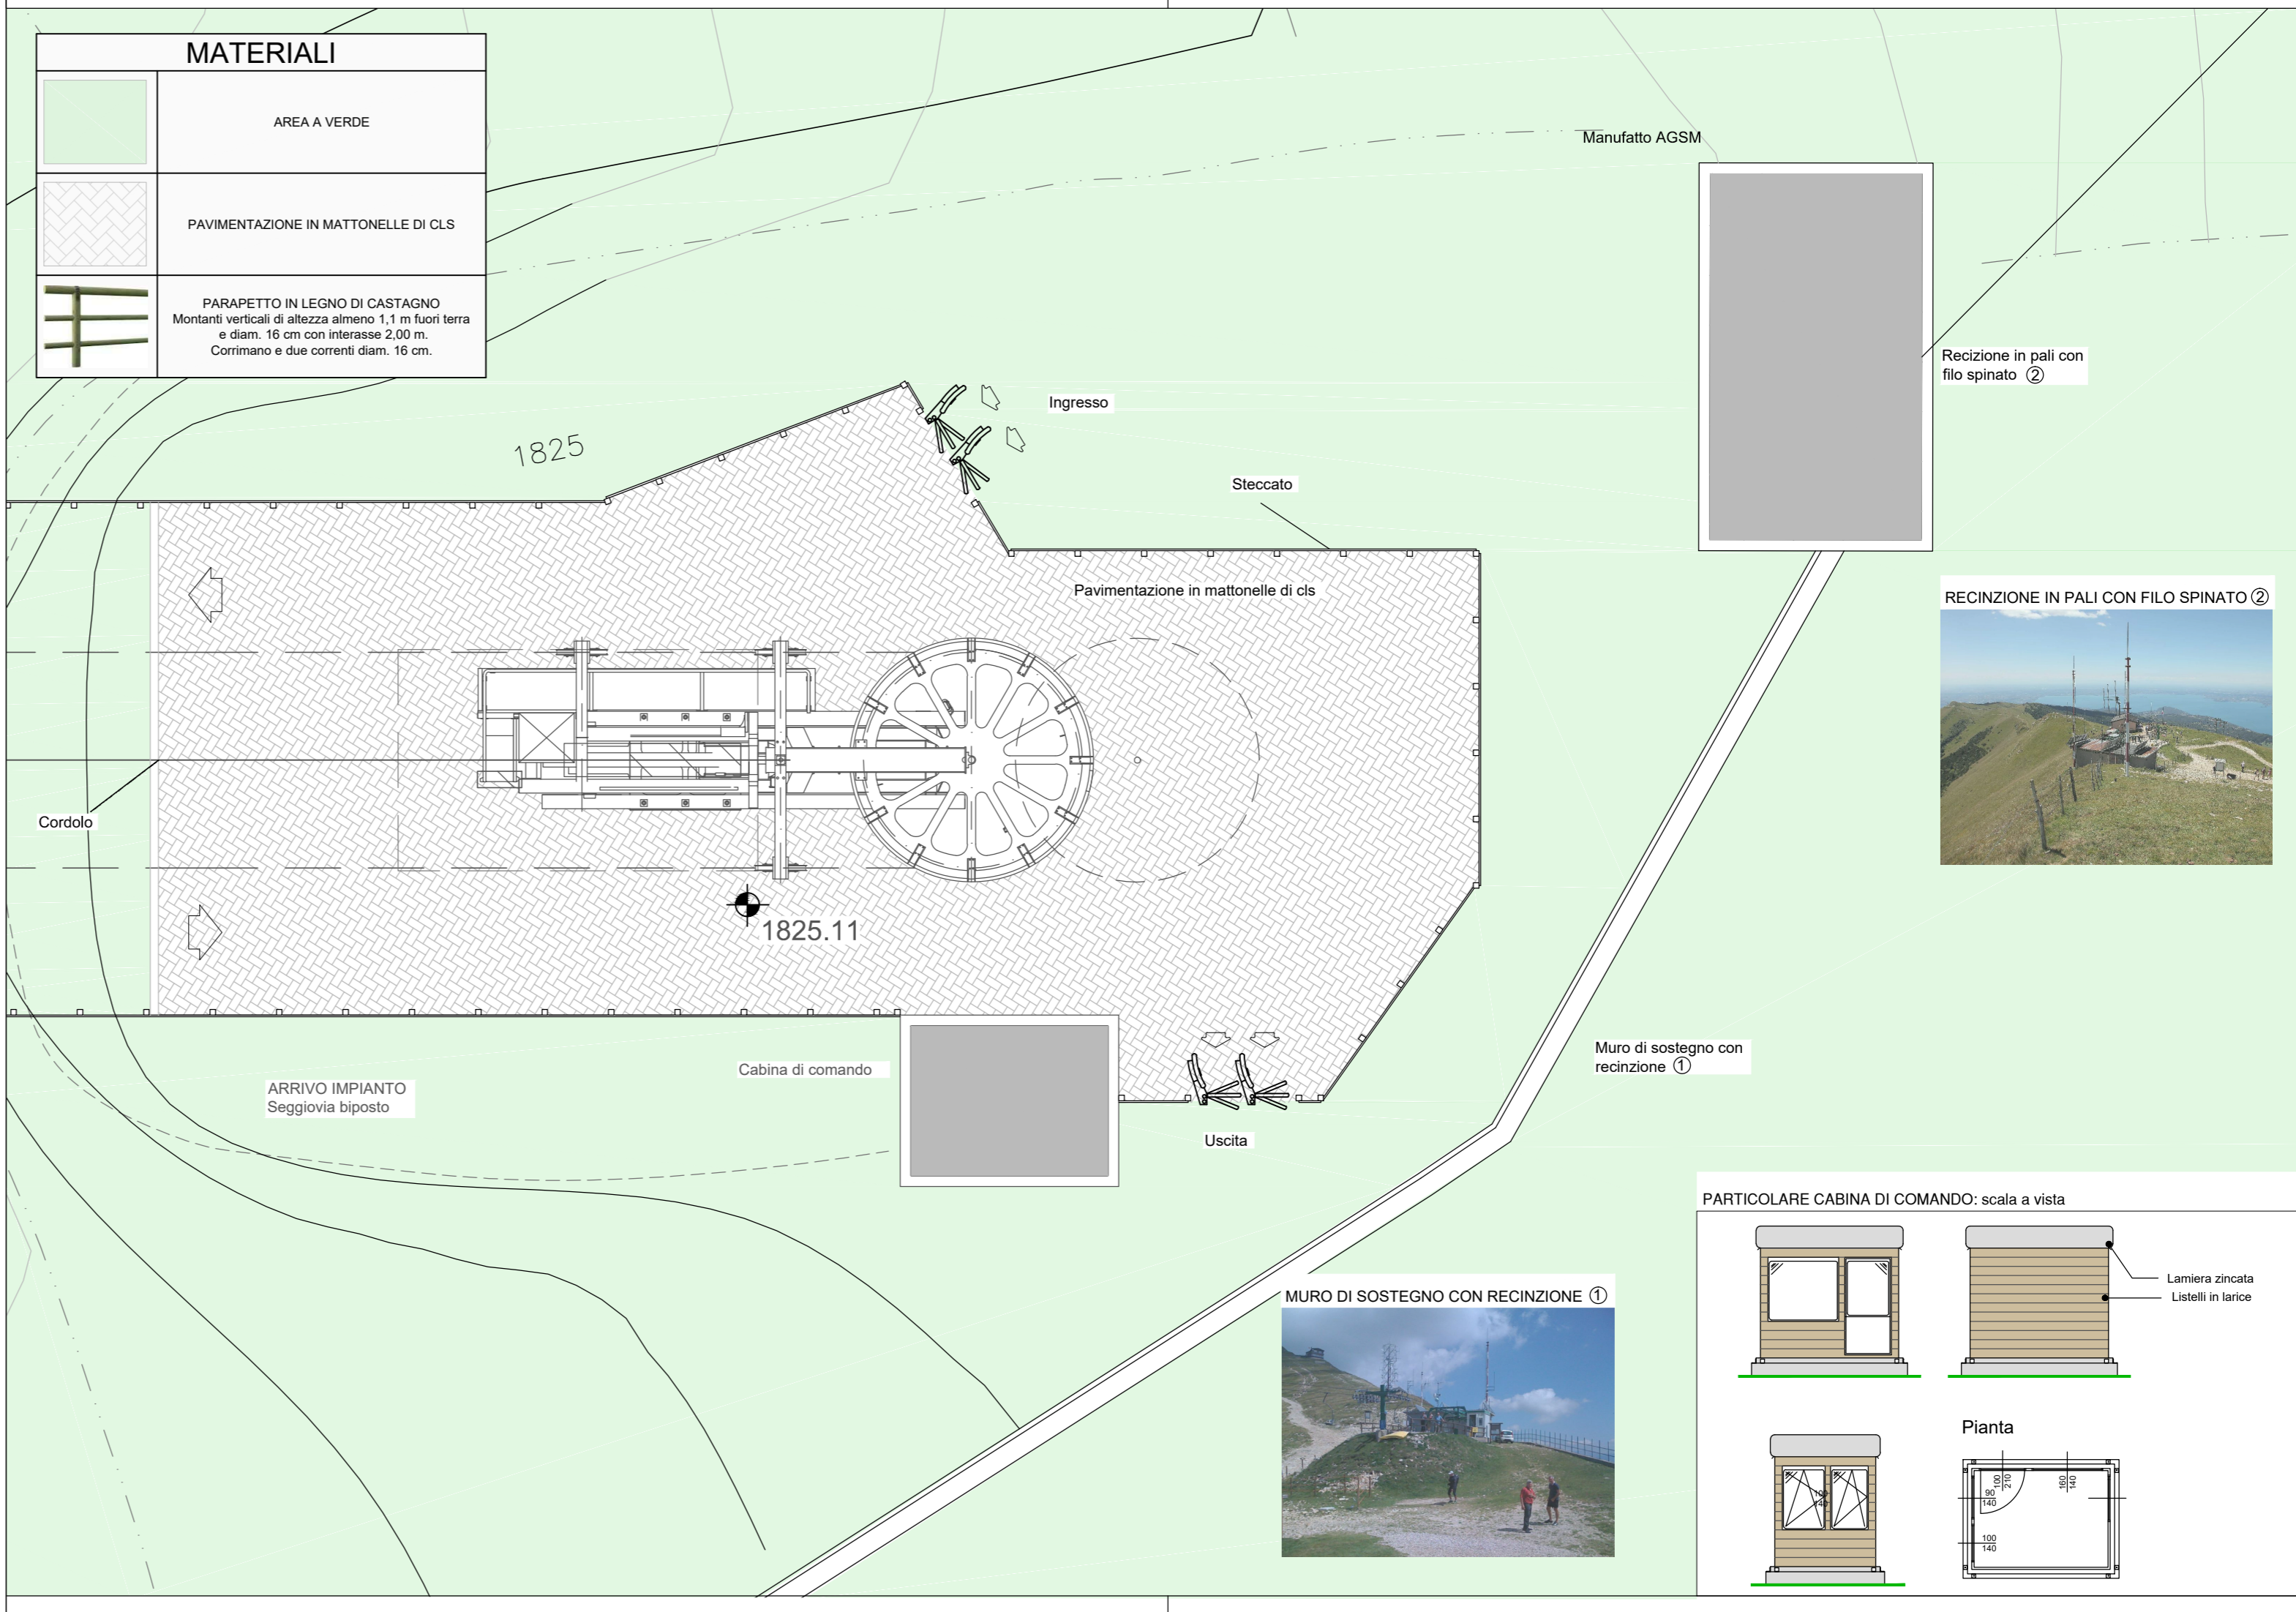 MATERIALI
AREA A VERDE
PAVIMENTAZIONE IN MATTONELLE DI CLS
PARAPETTO IN LEGNO DI CASTAGNO
Montanti verticali di altezza almeno 1,1 m fuori terra
e diam. 16 cm con interasse 2,00 m.
Corrimano e due correnti diam. 16 cm.
Manufatto AGSM
Recizione in pali con
filo spinato ②
Ingresso
1825
Steccato
Pavimentazione in mattonelle di cls
RECINZIONE IN PALI CON FILO SPINATO ②
Cordolo
1825.11
Muro di sostegno con
recinzione ①
Cabina di comando
ARRIVO IMPIANTO
Seggiovia biposto
Uscita
PARTICOLARE CABINA DI COMANDO: scala a vista
Lamiera zincata
Listelli in larice
MURO DI SOSTEGNO CON RECINZIONE ①
Pianta
100
140
100
210
160
140
90
140
100
140